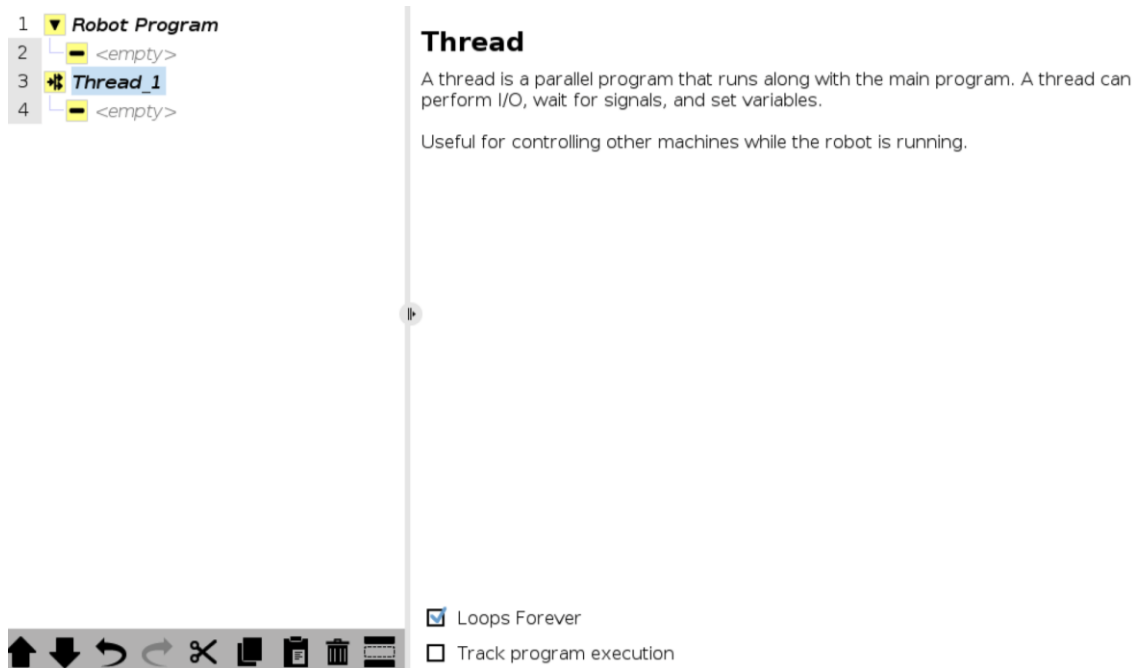 1 Robot Program
2 <empty>
3 Thread_1
4 <empty>
Thread
A thread is a parallel program that runs along with the main program. A thread can
perform I/O, wait for signals, and set variables.
Useful for controlling other machines while the robot is running.
Loops Forever
Track program execution